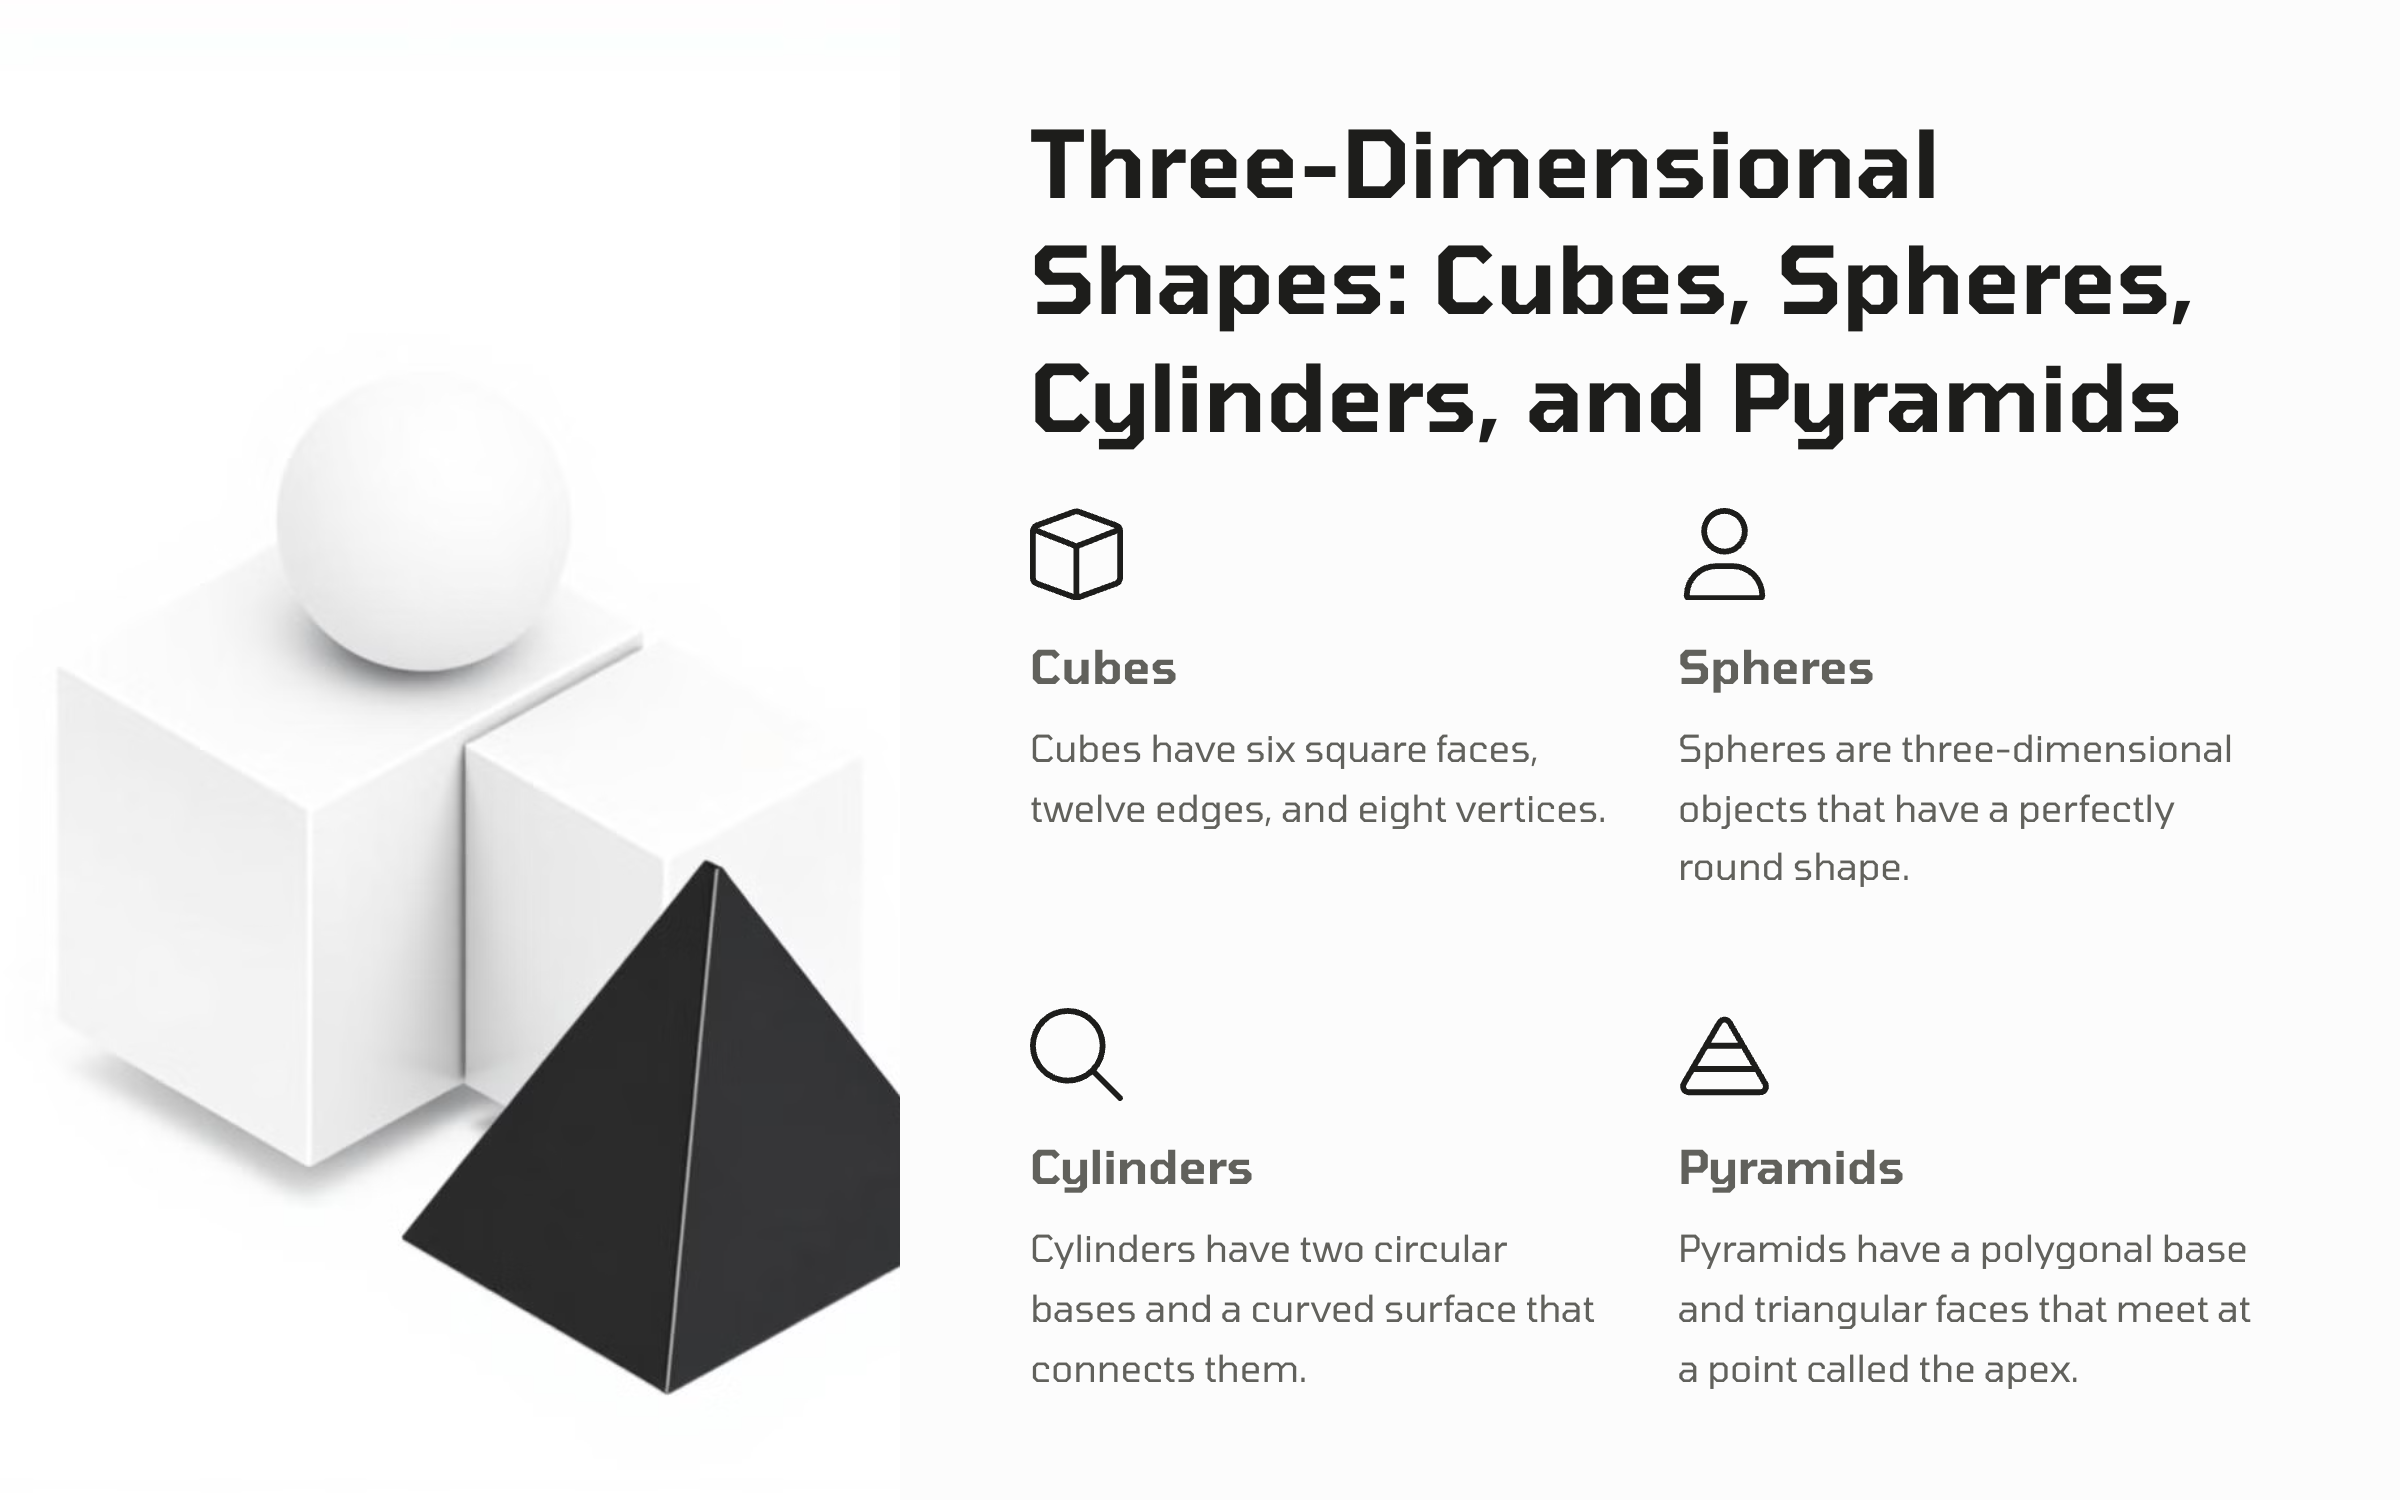 Three-Dimensional
Shapes: Cubes, Spheres,
Cylinders, and Pyramids
Cubes
Cubes have six square faces,
twelve edges, and eight vertices.
Spheres
Spheres are three-dimensional
objects that have a perfectly
round shape.
Cylinders
Cylinders have two circular
bases and a curved surface that
connects them.
Pyramids
Pyramids have a polygonal base
and triangular faces that meet at
a point called the apex.